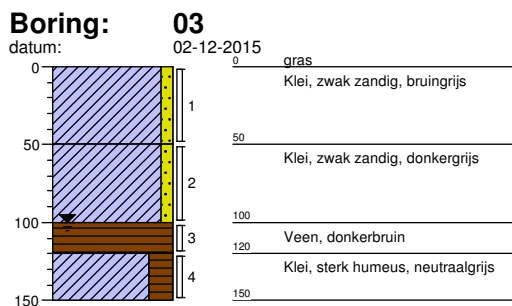 Boring: 03
datum: 02-12-2015
0 gras
0 Klei, zwak zandig, bruingrijs
1
50 50
Klei, zwak zandig, donkergrijs
2
100 100
3 Veen, donkerbruin
120
Klei, sterk humeus, neutraalgrijs
4
150 150